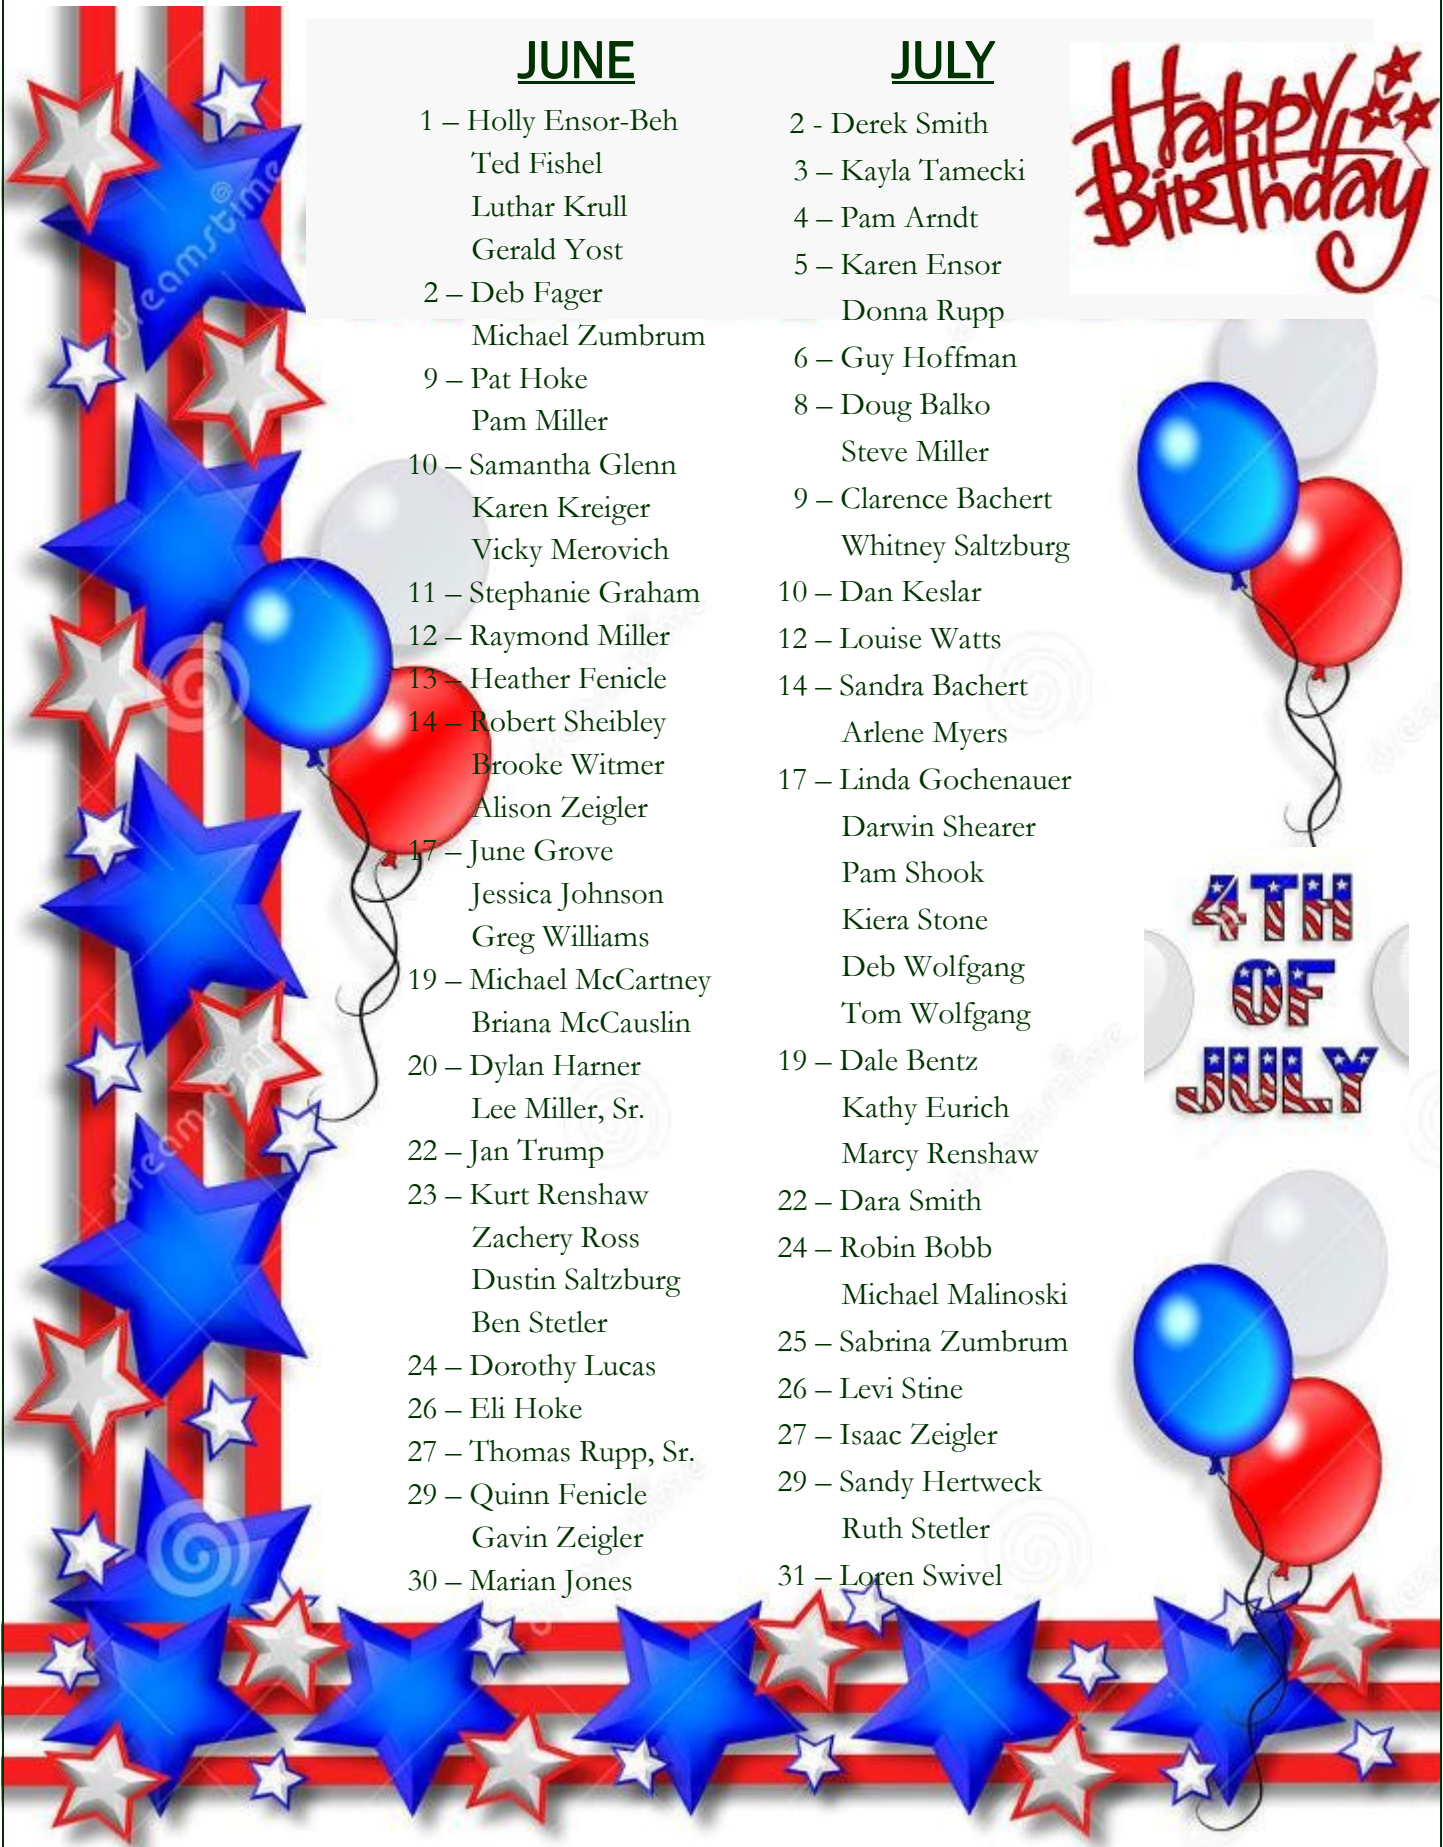 JUNE
1 – Holly Ensor-Beh
Ted Fishel
Luthar Krull
Gerald Yost
2 – Deb Fager
Michael Zumbrum
9 – Pat Hoke
Pam Miller
10 – Samantha Glenn
Karen Kreiger
Vicky Merovich
11 – Stephanie Graham
12 – Raymond Miller
13 – Heather Fenicle
14 – Robert Sheibley
Brooke Witmer
Alison Zeigler
17 – June Grove
Jessica Johnson
Greg Williams
19 – Michael McCartney
Briana McCauslin
20 – Dylan Harner
Lee Miller, Sr.
22 – Jan Trump
23 – Kurt Renshaw
Zachery Ross
Dustin Saltzburg
Ben Stetler
24 – Dorothy Lucas
26 – Eli Hoke
27 – Thomas Rupp, Sr.
29 – Quinn Fenicle
Gavin Zeigler
30 – Marian Jones
JULY
2 - Derek Smith
3 – Kayla Tamecki
4 – Pam Arndt
5 – Karen Ensor
Donna Rupp
6 – Guy Hoffman
8 – Doug Balko
Steve Miller
9 – Clarence Bachert
Whitney Saltzburg
10 – Dan Keslar
12 – Louise Watts
14 – Sandra Bachert
Arlene Myers
17 – Linda Gochenauer
Darwin Shearer
Pam Shook
Kiera Stone
Deb Wolfgang
Tom Wolfgang
19 – Dale Bentz
Kathy Eurich
Marcy Renshaw
22 – Dara Smith
24 – Robin Bobb
Michael Malinoski
25 – Sabrina Zumbrum
26 – Levi Stine
27 – Isaac Zeigler
29 – Sandy Hertweck
Ruth Stetler
31 – Loren Swivel
Happy
Birthday
4TH
OF
JULY
dreamstime
dreamstime